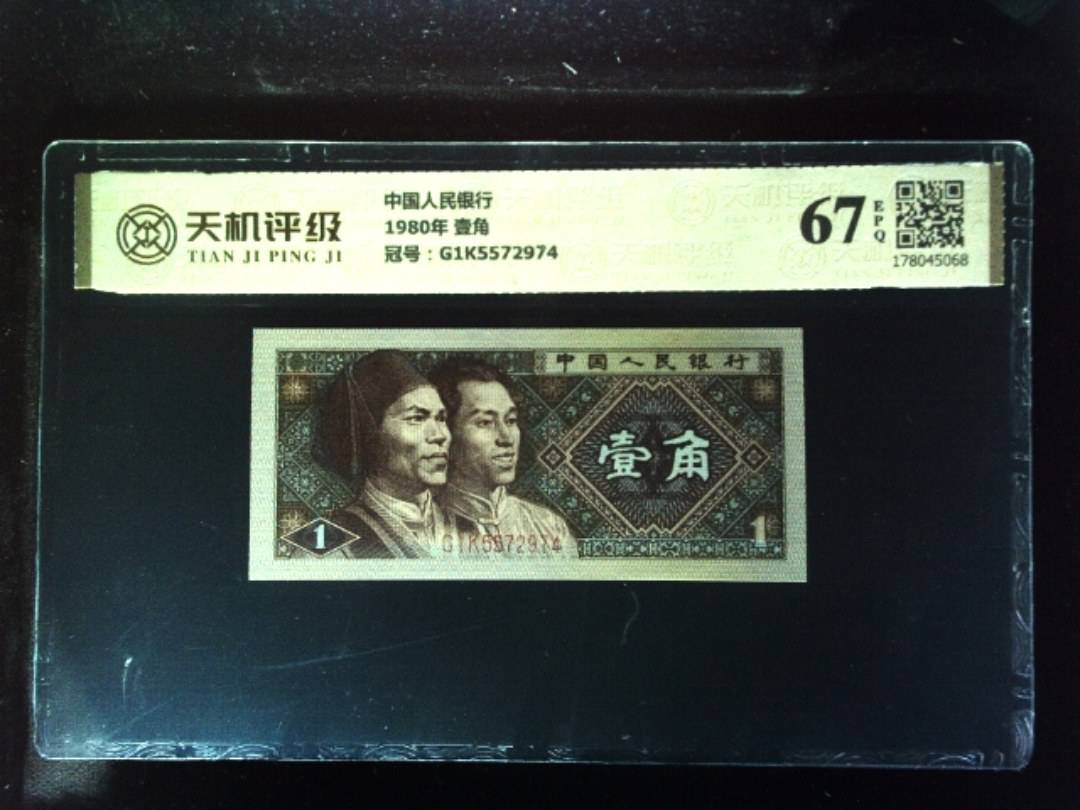 天机评级
TIAN JI PING JI
中国人民银行
1980年 壹角
冠号：G1K5572974
67
EPQ
178045068
中国人民银行
壹角
1
G1K5572974
1